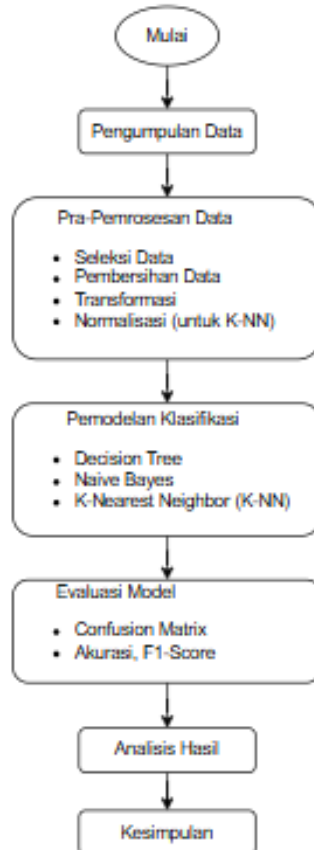 Mulai
Pengumpulan Data
Pra-Pemrosesan Data
• Seleksi Data
• Pembersihan Data
• Transformasi
• Normalisasi (untuk K-NN)
Pemodelan Klasifikasi
• Decision Tree
• Naive Bayes
• K-Nearest Neighbor (K-NN)
Evaluasi Model
• Confusion Matrix
• Akurasi, F1-Score
Analisis Hasil
Kesimpulan